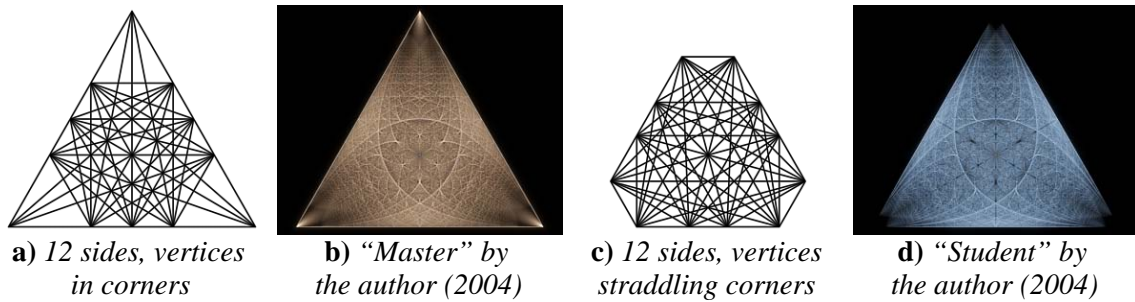 a) 12 sides, vertices
in corners
b) “Master” by
the author (2004)
c) 12 sides, vertices
straddling corners
d) “Student” by
the author (2004)